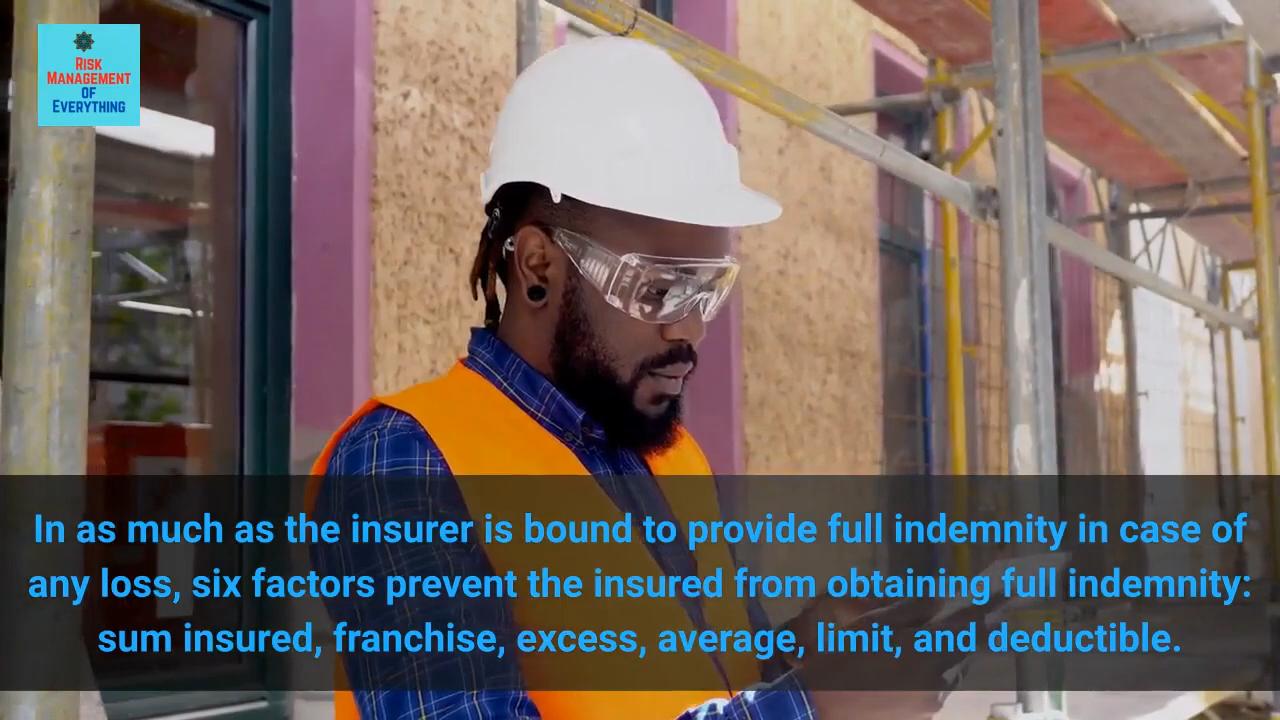 Risk
Management
of
Everything
In as much as the insurer is bound to provide full indemnity in case of
any loss, six factors prevent the insured from obtaining full indemnity:
sum insured, franchise, excess, average, limit, and deductible.